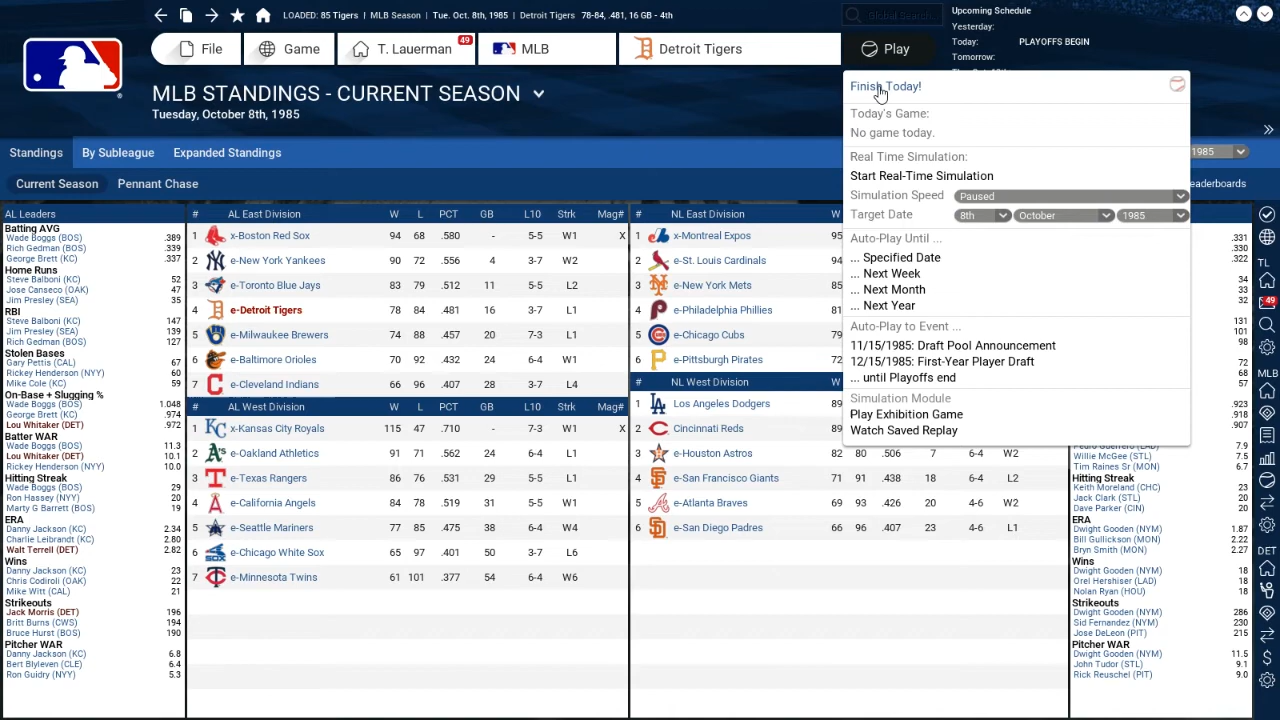 LOADED: 85 Tigers | MLB Season | Tue. Oct. 8th, 1985 | Detroit Tigers 78-84, .481, 16 GB - 4th
Global Search
Upcoming Schedule
Yesterday:
Today: PLAYOFFS BEGIN
Tomorrow:
File
Game
T. Lauerman 49
MLB
Detroit Tigers
Play
MLB STANDINGS - CURRENT SEASON
Tuesday, October 8th, 1985
Standings By Subleague Expanded Standings 1985
Current Season Pennant Chase
Finish Today!
Today's Game:
No game today.
Real Time Simulation:
Start Real-Time Simulation
Simulation Speed Paused
Target Date 8th October 1985
Auto-Play Until ...
... Specified Date
... Next Week
... Next Month
... Next Year
Auto-Play to Event ...
11/15/1985: Draft Pool Announcement
12/15/1985: First-Year Player Draft
... until Playoffs end
Simulation Module
Play Exhibition Game
Watch Saved Replay
AL Leaders
Batting AVG
Wade Boggs (BOS) .389
Rich Gedman (BOS) .339
George Brett (KC) .337
Home Runs
Steve Balboni (KC) 52
Jose Canseco (OAK) 47
Jim Presley (SEA) 35
RBI
Steve Balboni (KC) 147
Jim Presley (SEA) 139
Rich Gedman (BOS) 127
Stolen Bases
Gary Pettis (CAL) 67
Rickey Henderson (NYY) 60
Mike Cole (KC) 59
On-Base + Slugging %
Wade Boggs (BOS) 1.048
George Brett (KC) .974
Lou Whitaker (DET) .972
Batter WAR
Wade Boggs (BOS) 11.3
Lou Whitaker (DET) 10.1
Rickey Henderson (NYY) 10.0
Hitting Streak
Wade Boggs (BOS) 29
Ron Hassey (NYY) 20
Marty G Barrett (BOS) 19
ERA
Danny Jackson (KC) 2.34
Charlie Leibrandt (KC) 2.80
Walt Terrell (DET) 2.82
Wins
Danny Jackson (KC) 23
Chris Codiroli (OAK) 22
Mike Witt (CAL) 21
Strikeouts
Jack Morris (DET) 196
Britt Burns (CWS) 194
Bruce Hurst (BOS) 190
Pitcher WAR
Danny Jackson (KC) 6.8
Bert Blyleven (CLE) 6.4
Ron Guidry (NYY) 5.3
# AL East Division W L PCT GB L10 Strk Mag#
1 x-Boston Red Sox 94 68 .580 - 5-5 W1 X
2 e-New York Yankees 90 72 .556 4 3-7 W2
3 e-Toronto Blue Jays 83 79 .512 11 5-5 L2
4 e-Detroit Tigers 78 84 .481 16 3-7 L1
5 e-Milwaukee Brewers 74 88 .457 20 7-3 L1
6 e-Baltimore Orioles 70 92 .432 24 6-4 W1
7 e-Cleveland Indians 66 96 .407 28 3-7 L4
# AL West Division W L PCT GB L10 Strk Mag#
1 x-Kansas City Royals 115 47 .710 - 7-3 W1 X
2 e-Oakland Athletics 91 71 .562 24 6-4 L1
3 e-Texas Rangers 86 76 .531 29 5-5 L1
4 e-California Angels 84 78 .519 31 5-5 W1
5 e-Seattle Mariners 77 85 .475 38 6-4 W4
6 e-Chicago White Sox 65 97 .401 50 3-7 L6
7 e-Minnesota Twins 61 101 .377 54 6-4 W6
# NL East Division W
1 x-Montreal Expos 95
2 e-St. Louis Cardinals 94
3 e-New York Mets 85
4 e-Philadelphia Phillies 81
5 e-Chicago Cubs 79
6 e-Pittsburgh Pirates 72
# NL West Division W
1 Los Angeles Dodgers 89
2 Cincinnati Reds 89
3 e-Houston Astros 82 80 .506 7 6-4 W2
4 e-San Francisco Giants 71 91 .438 18 6-4 L2
5 e-Atlanta Braves 69 93 .426 20 4-6 W2
6 e-San Diego Padres 66 96 .407 23 4-6 L1
.331
.330
.322
34
33
32
131
101
98
72
68
57
.923
.918
.907
7.9
Willie McGee (STL) 7.5
Tim Raines Sr (MON) 6.7
Hitting Streak
Keith Moreland (CHC) 23
Jack Clark (STL) 20
Dave Parker (CIN) 20
ERA
Dwight Gooden (NYM) 1.87
Bill Gullickson (MON) 2.22
Bryn Smith (MON) 2.27
Wins
Dwight Gooden (NYM) 18
Orel Hershiser (LAD) 18
Nolan Ryan (HOU) 18
Strikeouts
Dwight Gooden (NYM) 286
Sid Fernandez (NYM) 230
Jose DeLeon (PIT) 215
Pitcher WAR
Dwight Gooden (NYM) 11.5
John Tudor (STL) 9.1
Rick Reuschel (PIT) 9.0
TL
49
MLB
DET